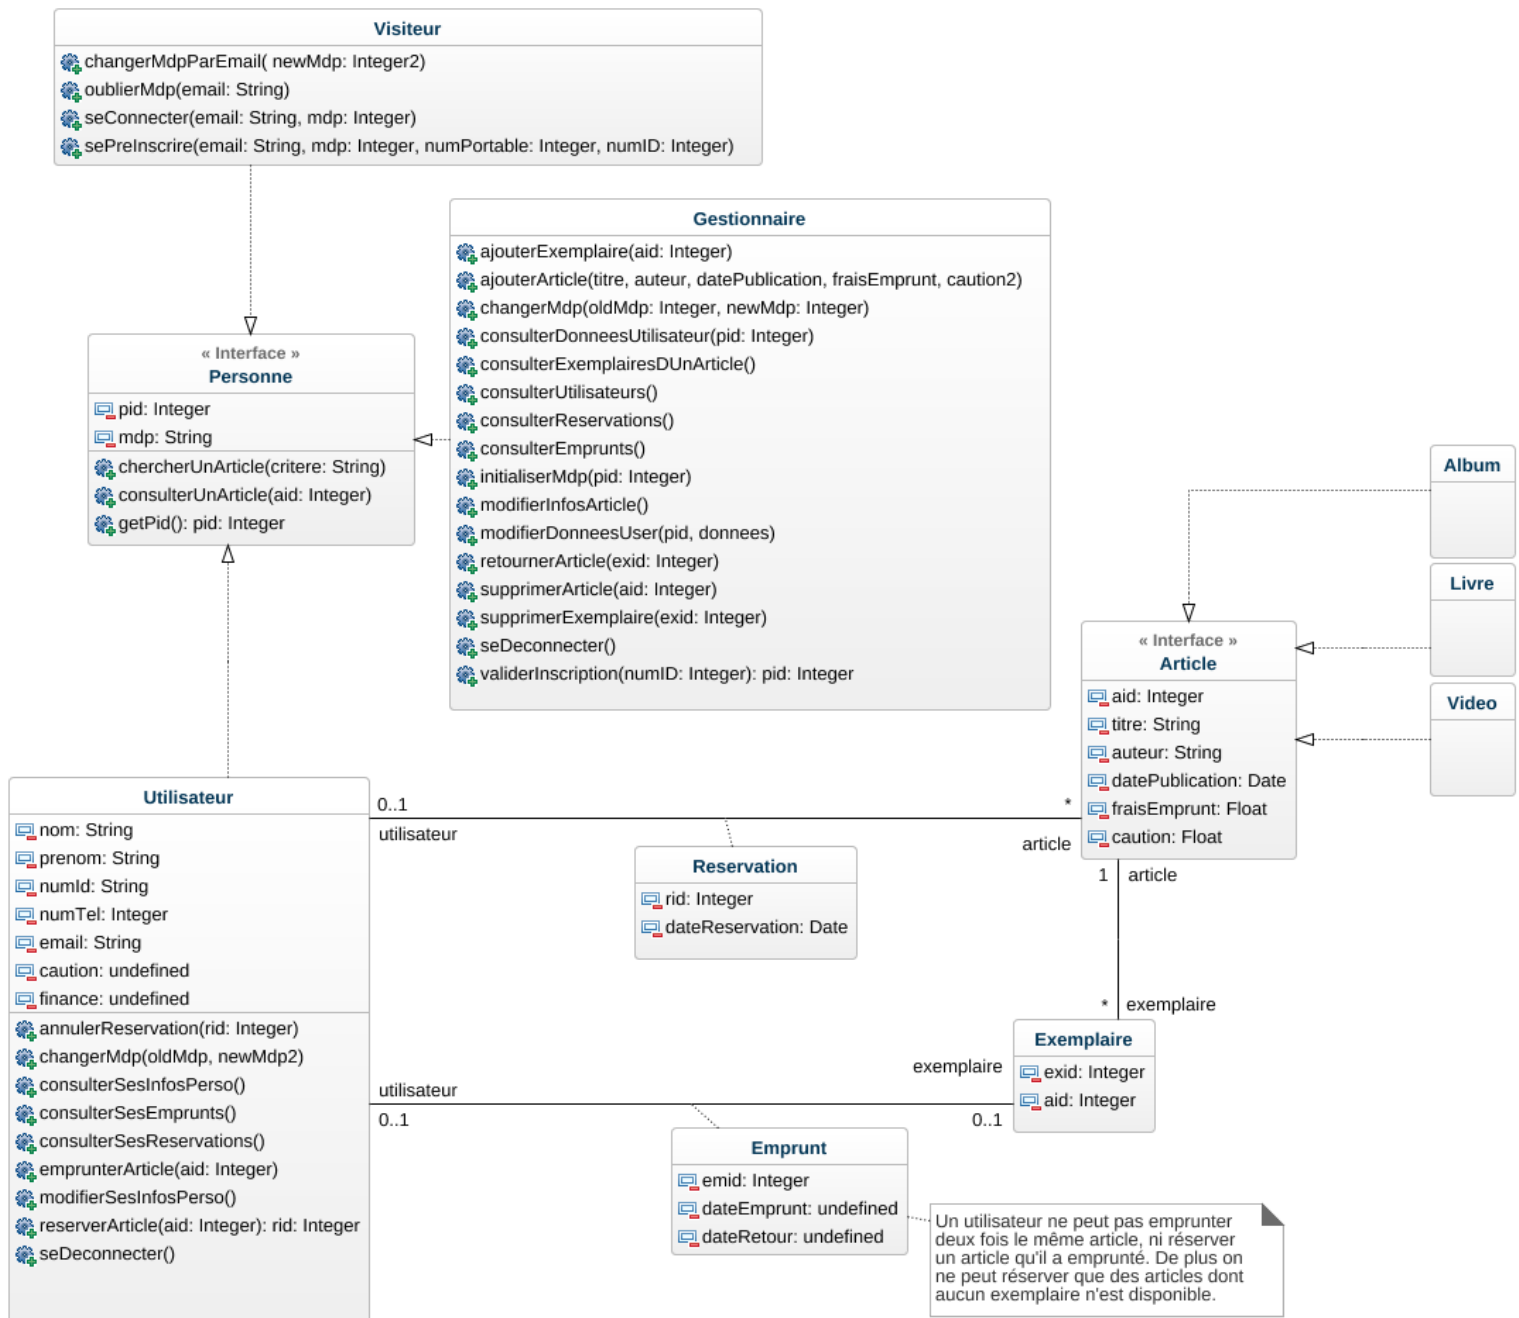 Visiteur
changerMdpParEmail( newMdp: Integer2)
oublierMdp(email: String)
seConnecter(email: String, mdp: Integer)
sePreInscrire(email: String, mdp: Integer, numPortable: Integer, numID: Integer)
Gestionnaire
ajouterExemplaire(aid: Integer)
ajouterArticle(titre, auteur, datePublication, fraisEmprunt, caution2)
changerMdp(oldMdp: Integer, newMdp: Integer)
consulterDonneesUtilisateur(pid: Integer)
consulterExemplairesDUnArticle()
consulterUtilisateurs()
consulterReservations()
consulterEmprunts()
initialiserMdp(pid: Integer)
modifierInfosArticle()
modifierDonneesUser(pid, donnees)
retournerArticle(exid: Integer)
supprimerArticle(aid: Integer)
supprimerExemplaire(exid: Integer)
seDeconnecter()
validerInscription(numID: Integer): pid: Integer
« Interface »
Personne
pid: Integer
mdp: String
chercherUnArticle(critere: String)
consulterUnArticle(aid: Integer)
getPid(): pid: Integer
Album
Livre
Video
« Interface »
Article
aid: Integer
titre: String
auteur: String
datePublication: Date
fraisEmprunt: Float
caution: Float
Utilisateur
nom: String
prenom: String
numId: String
numTel: Integer
email: String
caution: undefined
finance: undefined
annulerReservation(rid: Integer)
changerMdp(oldMdp, newMdp2)
consulterSesInfosPerso()
consulterSesEmprunts()
consulterSesReservations()
emprunterArticle(aid: Integer)
modifierSesInfosPerso()
reserverArticle(aid: Integer): rid: Integer
seDeconnecter()
0..1
utilisateur
*
article
Reservation
rid: Integer
dateReservation: Date
1
article
*
exemplaire
Exemplaire
exid: Integer
aid: Integer
utilisateur
0..1
exemplaire
0..1
Emprunt
emid: Integer
dateEmprunt: undefined
dateRetour: undefined
Un utilisateur ne peut pas emprunter
deux fois le même article, ni réserver
un article qu'il a emprunté. De plus on
ne peut réserver que des articles dont
aucun exemplaire n'est disponible.